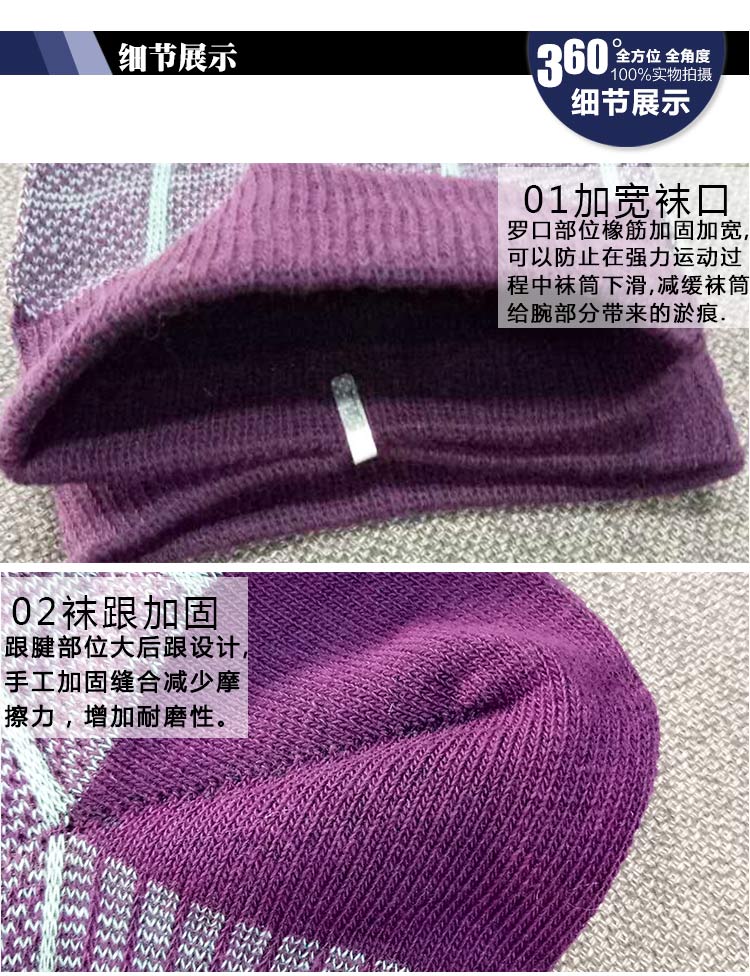 细节展示
360°
全方位 全角度
100%实物拍摄
细节展示
01加宽袜口
罗口部位橡筋加固加宽,
可以防止在强力运动过
程中袜筒下滑,减缓袜筒
给腕部分带来的淤痕.
02袜跟加固
跟腱部位大后跟设计,
手工加固缝合减少摩
擦力，增加耐磨性。